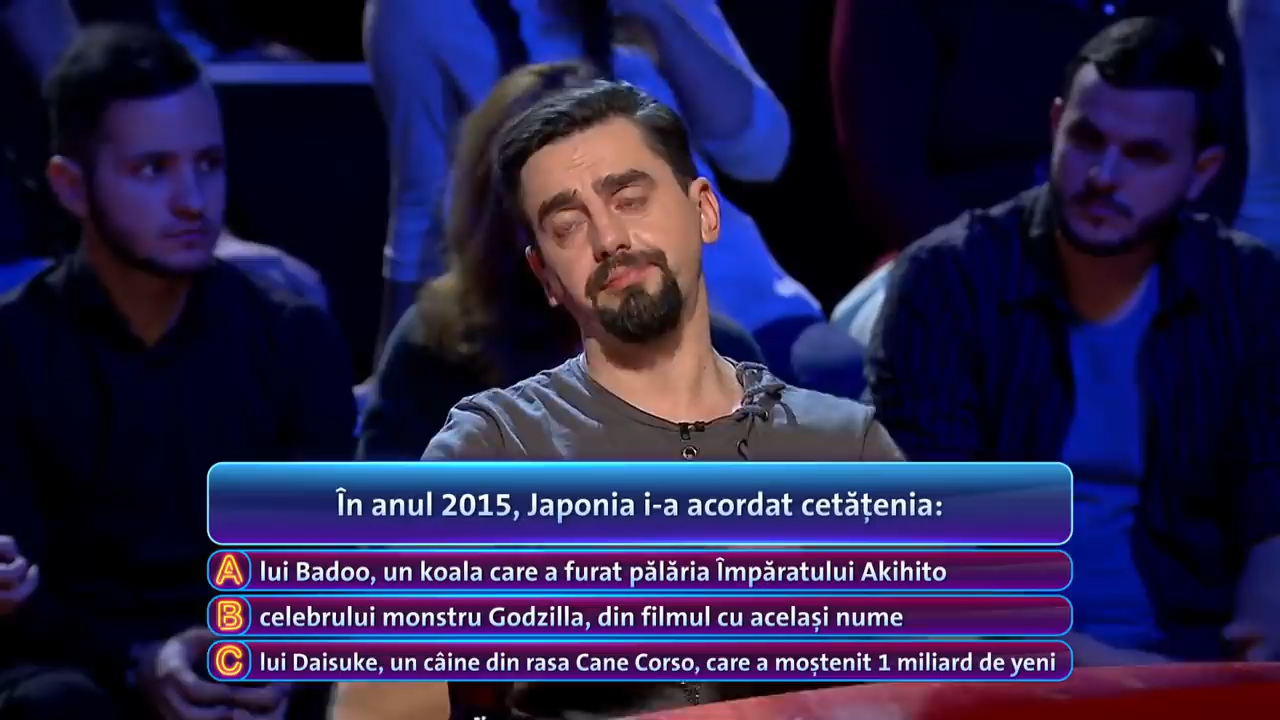 În anul 2015, Japonia i-a acordat cetățenia:
A lui Badoo, un koala care a furat pălăria Împăratului Akihito
B celebrului monstru Godzilla, din filmul cu același nume
C lui Daisuke, un câine din rasa Cane Corso, care a moștenit 1 miliard de yeni